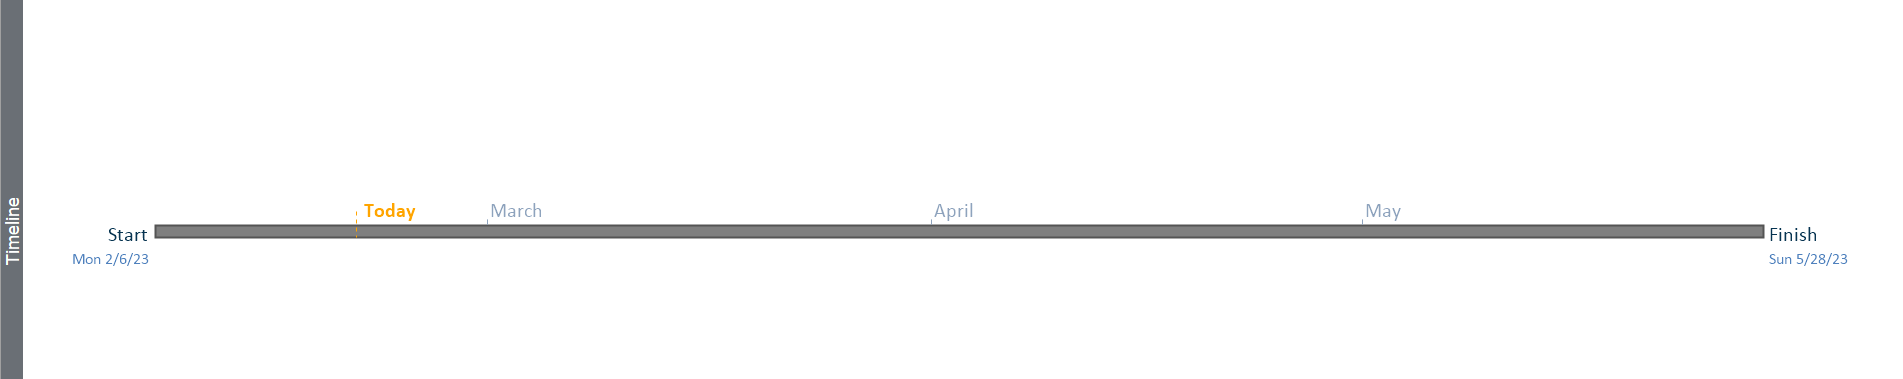 Timeline
Today
March
April
May
Start
Finish
Mon 2/6/23
Sun 5/28/23